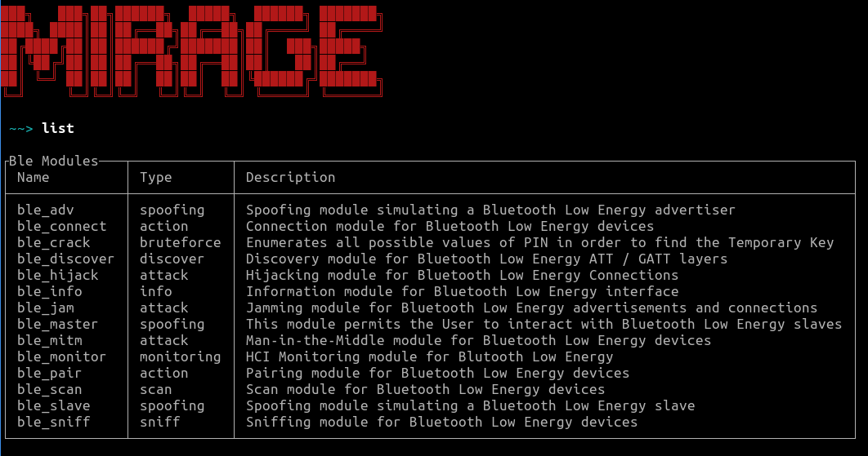 MIRAGE
~~> list
Ble Modules
Name Type Description
ble_adv spoofing Spoofing module simulating a Bluetooth Low Energy advertiser
ble_connect action Connection module for Bluetooth Low Energy devices
ble_crack bruteforce Enumerates all possible values of PIN in order to find the Temporary Key
ble_discover discover Discovery module for Bluetooth Low Energy ATT / GATT layers
ble_hijack attack Hijacking module for Bluetooth Low Energy Connections
ble_info info Information module for Bluetooth Low Energy interface
ble_jam attack Jamming module for Bluetooth Low Energy advertisements and connections
ble_master spoofing This module permits the User to interact with Bluetooth Low Energy slaves
ble_mitm attack Man-in-the-Middle module for Bluetooth Low Energy devices
ble_monitor monitoring HCI Monitoring module for Blutooth Low Energy
ble_pair action Pairing module for Bluetooth Low Energy devices
ble_scan scan Scan module for Bluetooth Low Energy devices
ble_slave spoofing Spoofing module simulating a Bluetooth Low Energy slave
ble_sniff sniff Sniffing module for Bluetooth Low Energy devices